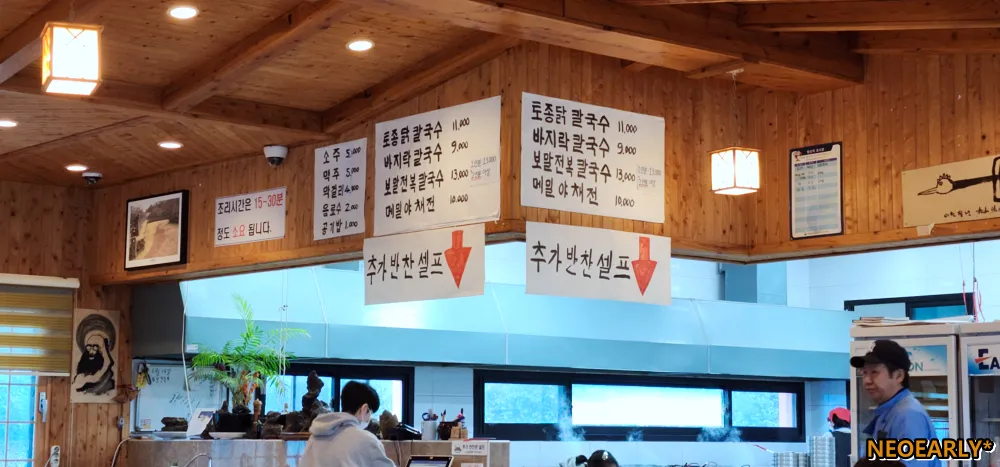 조리시간은 15~30분
정도 소요 됩니다.
소주 5,000
맥주 5,000
막걸리 4,000
음료수 2,000
공기밥 1,000
토종닭 칼국수 11,000
바지락 칼국수 9,000
보말전복칼국수 13,000
메밀야채전 10,000
추가반찬셀프
토종닭 칼국수 11,000
바지락 칼국수 9,000
보말전복칼국수 13,000
메밀야채전 10,000
추가반찬셀프
NEOEARLY*